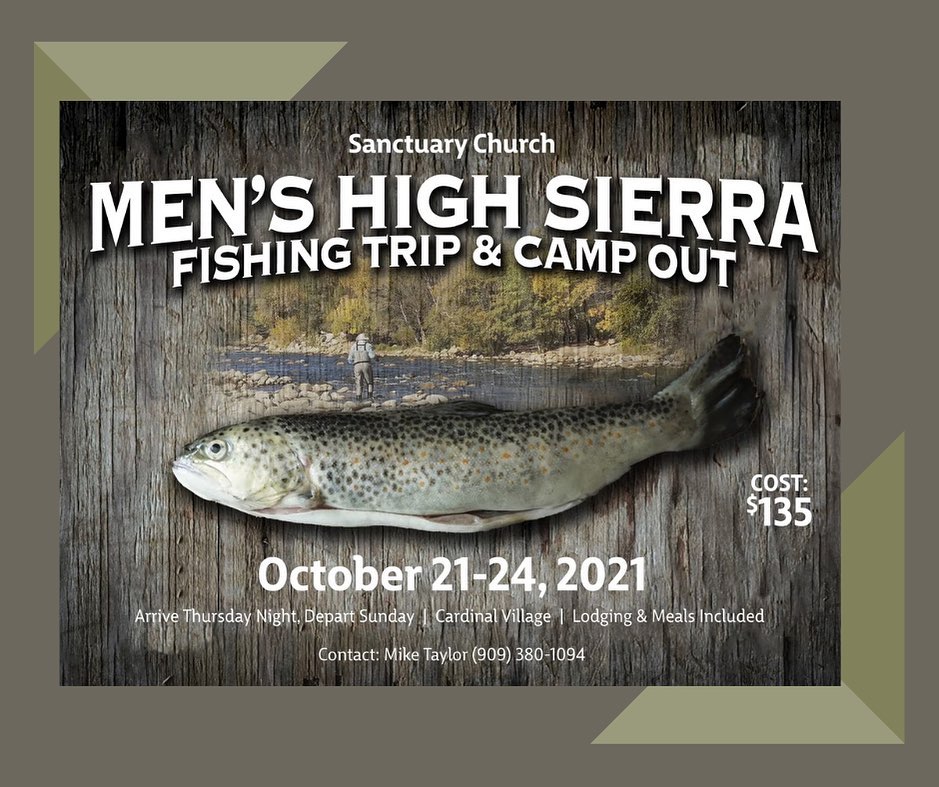 Sanctuary Church
MEN'S HIGH SIERRA
FISHING TRIP & CAMP OUT
COST:
$135
October 21-24, 2021
Arrive Thursday Night, Depart Sunday | Cardinal Village | Lodging & Meals Included
Contact: Mike Taylor (909) 380-1094